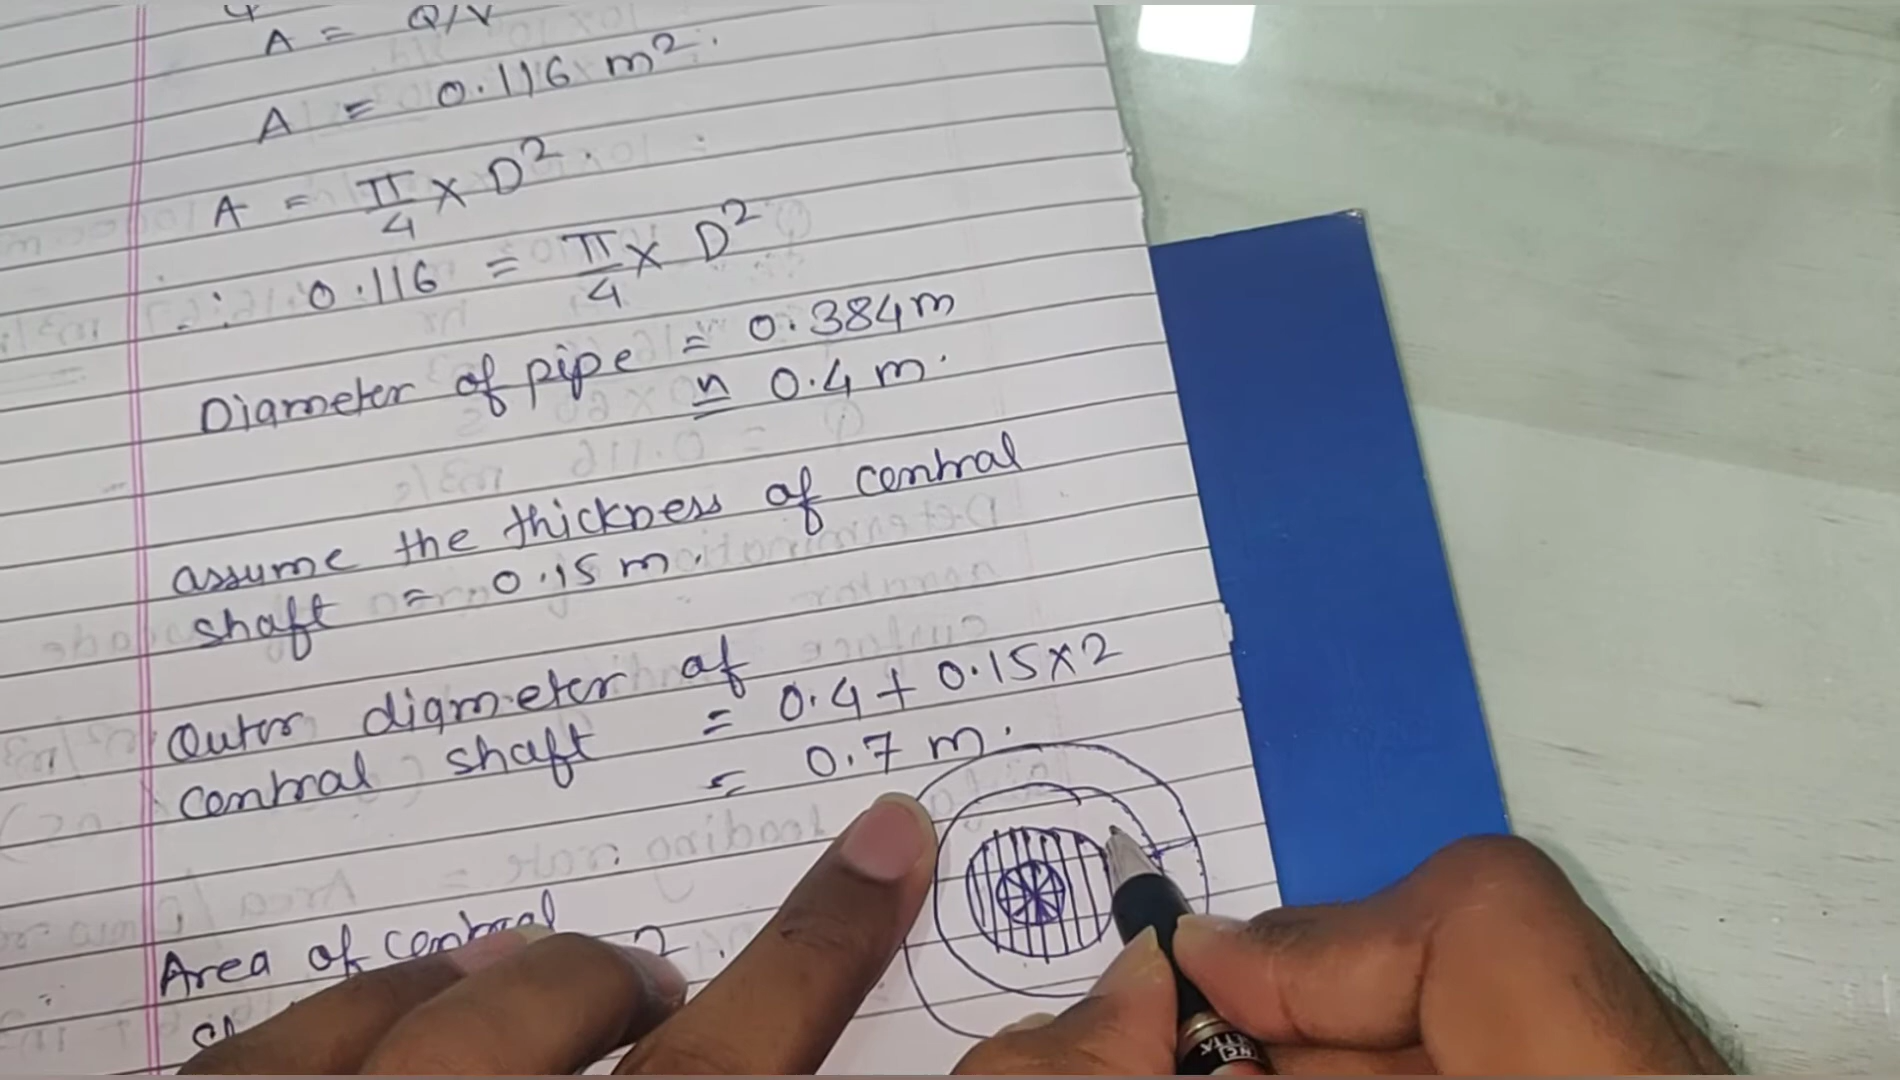 A = Q/V
A = 0.116 m².
A = π/4 × D².
∴ 0.116 = π/4 × D²
Diameter of pipe = 0.384m
≈ 0.4 m.
assume the thickness of central
shaft = 0.15 m.
Outer diameter of
central shaft = 0.4 + 0.15×2
= 0.7 m.
Area of central
2.